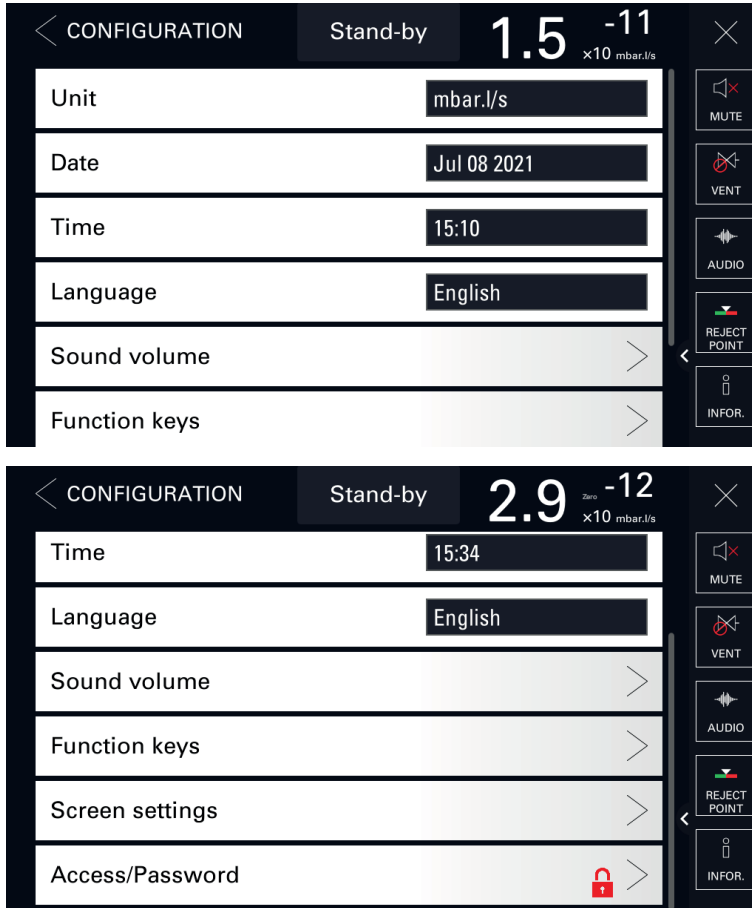 CONFIGURATION Stand-by 1.5 -11 ×10 mbar.l/s
Unit mbar.l/s
MUTE
Date Jul 08 2021
VENT
Time 15:10
AUDIO
Language English
REJECT
POINT
Sound volume
INFOR.
Function keys
CONFIGURATION Stand-by 2.9 Zero -12 ×10 mbar.l/s
Time 15:34
MUTE
Language English
VENT
Sound volume
AUDIO
Function keys
REJECT
POINT
Screen settings
INFOR.
Access/Password